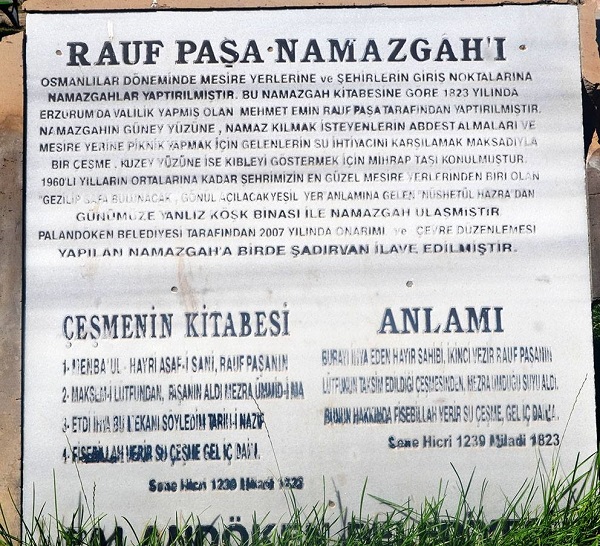 RAUF PAŞA NAMAZGÂH'I
OSMANLILAR DÖNEMİNDE MESİRE YERLERİNE ve ŞEHİRLERİN GİRİŞ NOKTALARINA
NAMAZGAHLAR YAPTIRILMIŞTIR. BU NAMAZGAH KİTABESİNE GÖRE 1823 YILINDA
ERZURUM'DA VALİLİK YAPMIŞ OLAN MEHMET EMİN RAUF PAŞA TARAFINDAN YAPTIRILMIŞTIR.
NAMAZGAHIN GÜNEY YÜZÜNE, NAMAZ KILMAK İSTEYENLERİN ABDEST ALMALARI VE
MESİRE YERİNE PİKNİK YAPMAK İÇİN GELENLERİN SU İHTİYACINI KARŞILAMAK MAKSADIYLA
BİR ÇEŞME, KUZEY YÜZÜNE İSE KIBLEYİ GÖSTERMEK İÇİN MİHRAP TAŞI KONULMUŞTUR.
1960'LI YILLARIN ORTALARINA KADAR ŞEHRİMİZİN EN GÜZEL MESİRE YERLERİNDEN BİRİ OLAN
"GEZİLİP SAFA BULUNACAK, GÖNÜL AÇILACAK YEŞİL YER ANLAMINA GELEN "NÜSHETÜL HAZRA"DAN
GÜNÜMÜZE YANLIZ KÖŞK BİNASI İLE NAMAZGAH ULAŞMIŞTIR.
PALANDÖKEN BELEDİYESİ TARAFINDAN 2007 YILINDA ONARIMI ve ÇEVRE DÜZENLEMESİ
YAPILAN NAMAZGAH'A BİRDE ŞADIRVAN İLAVE EDİLMİŞTİR.
ÇEŞMENİN KİTABESİ
1- MENBA'UL - HAYRİ ASAF-I SANİ, RAUF PAŞANIN
2- MAKSEM-İ LÜTFUNDAN, PAŞANIN ALDI MEZRA ÜMMİD-İ MA
3- ETDİ İHYA BU MEKANI SÖYLEDİM TARİH-İ NAZİF
4- FİSEBİLLAH VERİR SU ÇEŞME GEL İÇ DAİM.
Sene Hicri 1239 Miladi 1823
ANLAMI
BURAYI İHYA EDEN HAYIR SAHİBİ, İKİNCİ VEZİR RAUF PAŞANIN
LÜTFUNUN TAKSİM EDİLDİĞİ ÇEŞMESİNDEN, MEZRA UMDUĞU SUYU ALDI.
BUNUN HAKKINDA FİSEBİLLAH VERİR SU ÇEŞME, GEL İÇ DAİMA.
Sene Hicri 1239 Miladi 1823
PALANDÖKEN